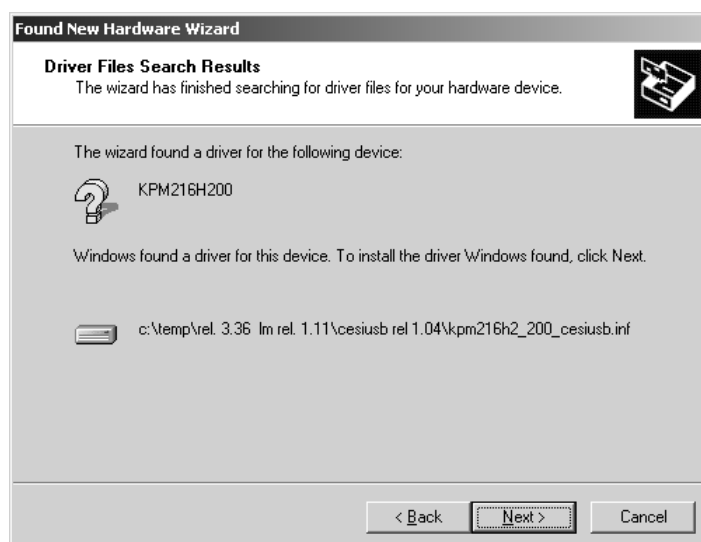 Found New Hardware Wizard
Driver Files Search Results
The wizard has finished searching for driver files for your hardware device.
The wizard found a driver for the following device:
KPM216H200
Windows found a driver for this device. To install the driver Windows found, click Next.
c:\temp\rel. 3.36 lm rel. 1.11\cesiusb rel 1.04\kpm216h2_200_cesiusb.inf
< Back
Next >
Cancel